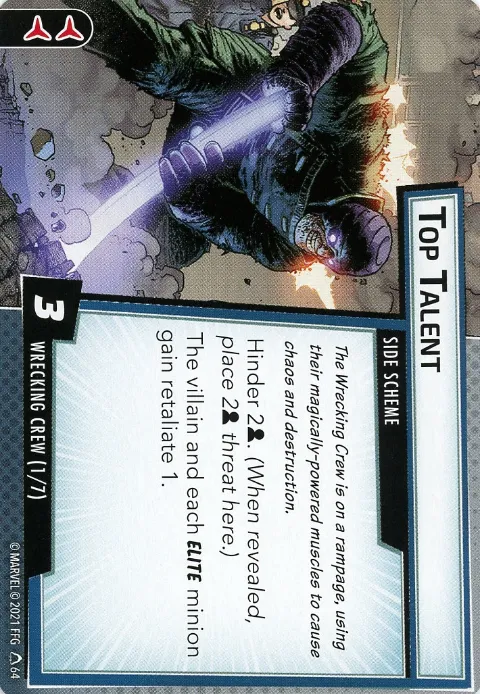 TOP TALENT
SIDE SCHEME
The Wrecking Crew is on a rampage, using
their magically-powered muscles to cause
chaos and destruction.
Hinder 2. (When revealed,
place 2 threat here.)
The villain and each ELITE minion
gain retaliate 1.
3
WRECKING CREW (1/7)
© MARVEL © 2021 FFG 64